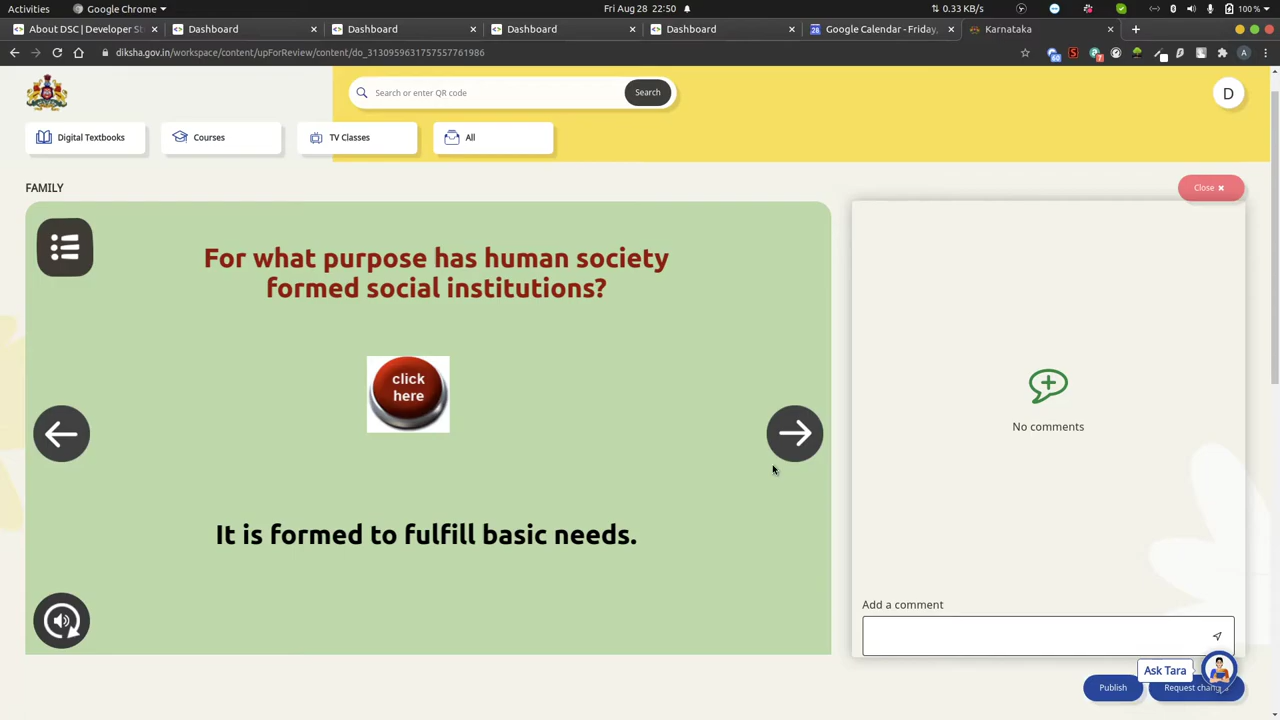 Activities
Google Chrome
Fri Aug 28 22:50
0.33 KB/s
100 %
About DSC | Developer St
Dashboard
Dashboard
Dashboard
Dashboard
Google Calendar - Friday,
Karnataka
diksha.gov.in/workspace/content/upForReview/content/do_3130959631757557761986
A
Search or enter QR code
Search
D
Digital Textbooks
Courses
TV Classes
All
FAMILY
Close ×
For what purpose has human society
formed social institutions?
click
here
It is formed to fulfill basic needs.
No comments
Add a comment
Ask Tara
Publish
Request